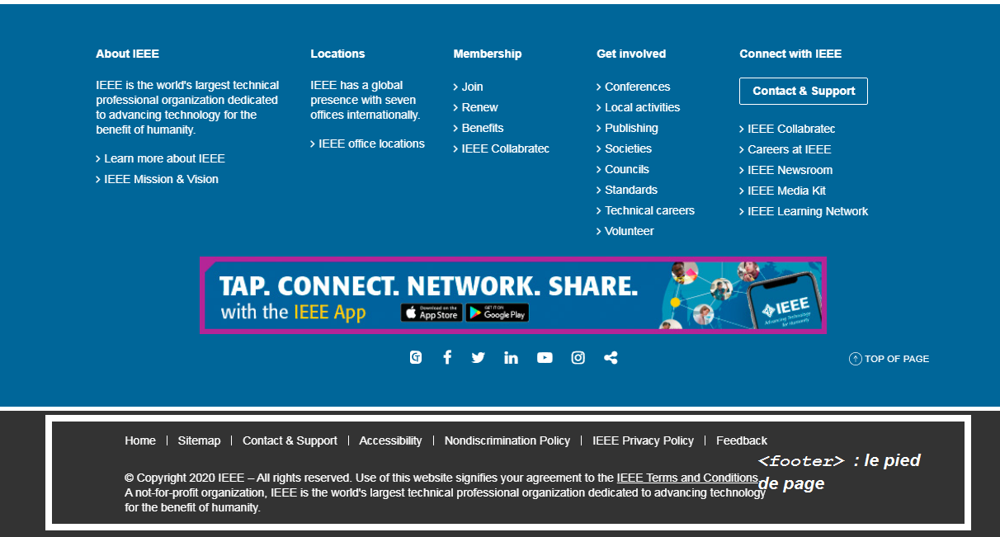 About IEEE
IEEE is the world's largest technical
professional organization dedicated
to advancing technology for the
benefit of humanity.
Learn more about IEEE
IEEE Mission & Vision
Locations
IEEE has a global
presence with seven
offices internationally.
IEEE office locations
Membership
Join
Renew
Benefits
IEEE Collabratec
Get involved
Conferences
Local activities
Publishing
Societies
Councils
Standards
Technical careers
Volunteer
Connect with IEEE
Contact & Support
IEEE Collabratec
Careers at IEEE
IEEE Newsroom
IEEE Media Kit
IEEE Learning Network
TAP. CONNECT. NETWORK. SHARE.
with the IEEE App
Download on the
App Store
GET IT ON
Google Play
IEEE
Advancing Technology
for Humanity
TOP OF PAGE
Home | Sitemap | Contact & Support | Accessibility | Nondiscrimination Policy | IEEE Privacy Policy | Feedback
© Copyright 2020 IEEE – All rights reserved. Use of this website signifies your agreement to the IEEE Terms and Conditions.
A not-for-profit organization, IEEE is the world's largest technical professional organization dedicated to advancing technology
for the benefit of humanity.
<footer> : le pied
de page